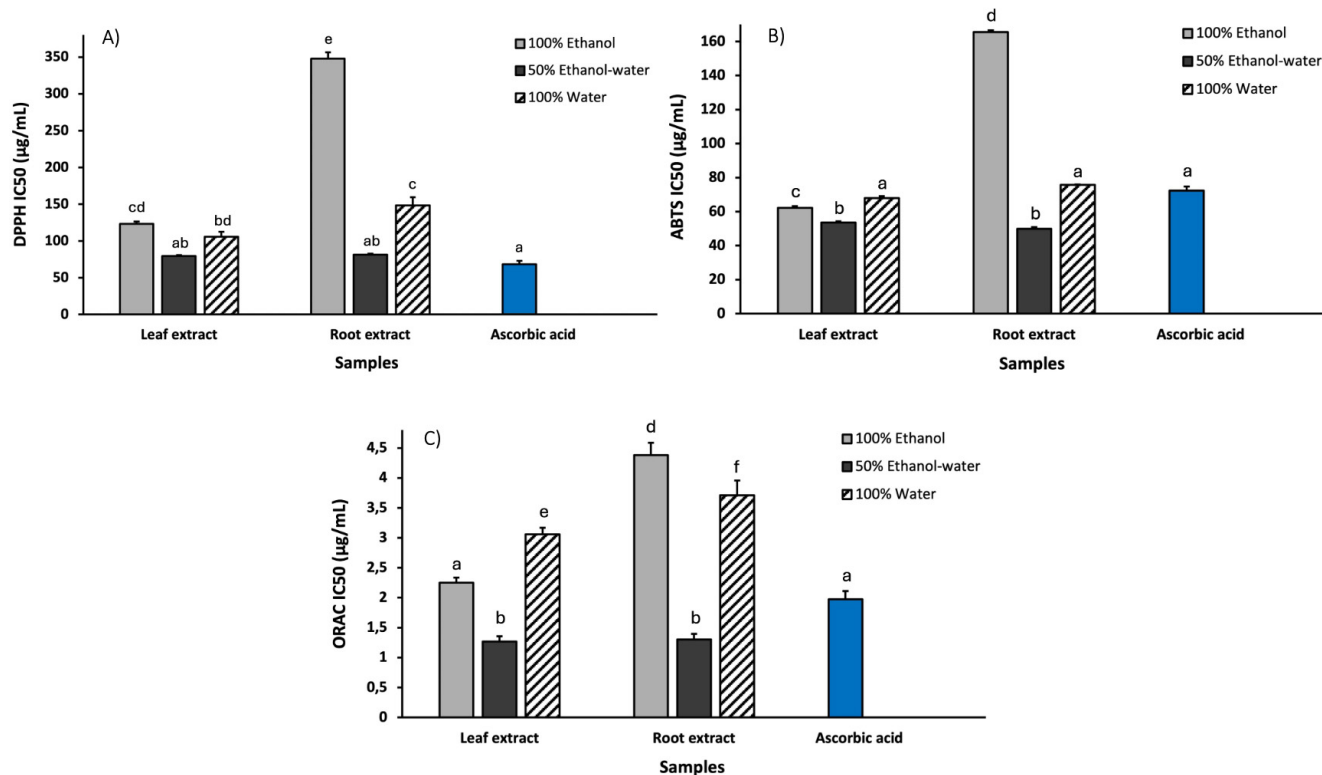 A)
DPPH IC50 (µg/mL)
350
300
250
200
150
100
50
0
100% Ethanol
50% Ethanol-water
100% Water
cd
ab
bd
e
ab
c
a
Leaf extract
Root extract
Ascorbic acid
Samples
B)
ABTS IC50 (µg/mL)
160
140
120
100
80
60
40
20
0
100% Ethanol
50% Ethanol-water
100% Water
c
b
a
d
b
a
a
Leaf extract
Root extract
Ascorbic acid
Samples
C)
ORAC IC50 (µg/mL)
4,5
4
3,5
3
2,5
2
1,5
1
0,5
0
100% Ethanol
50% Ethanol-water
100% Water
a
b
e
d
b
f
a
Leaf extract
Root extract
Ascorbic acid
Samples